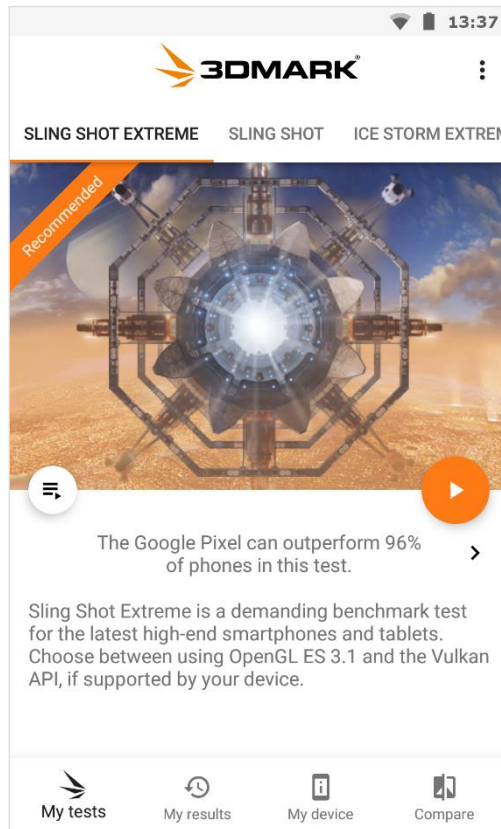 13:37
3DMARK
SLING SHOT EXTREME SLING SHOT ICE STORM EXTREM
Recommended
The Google Pixel can outperform 96%
of phones in this test.
Sling Shot Extreme is a demanding benchmark test
for the latest high-end smartphones and tablets.
Choose between using OpenGL ES 3.1 and the Vulkan
API, if supported by your device.
My tests My results My device Compare